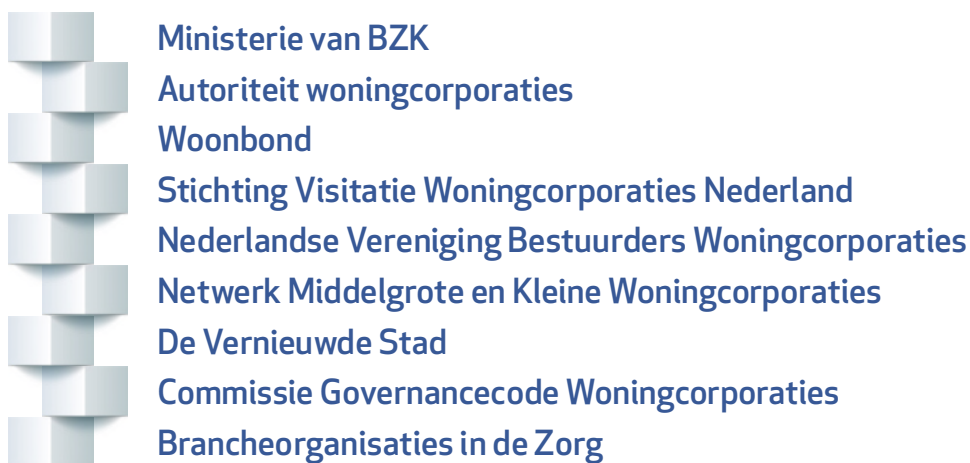 Ministerie van BZK
Autoriteit woningcorporaties
Woonbond
Stichting Visitatie Woningcorporaties Nederland
Nederlandse Vereniging Bestuurders Woningcorporaties
Netwerk Middelgrote en Kleine Woningcorporaties
De Vernieuwde Stad
Commissie Governancecode Woningcorporaties
Brancheorganisaties in de Zorg